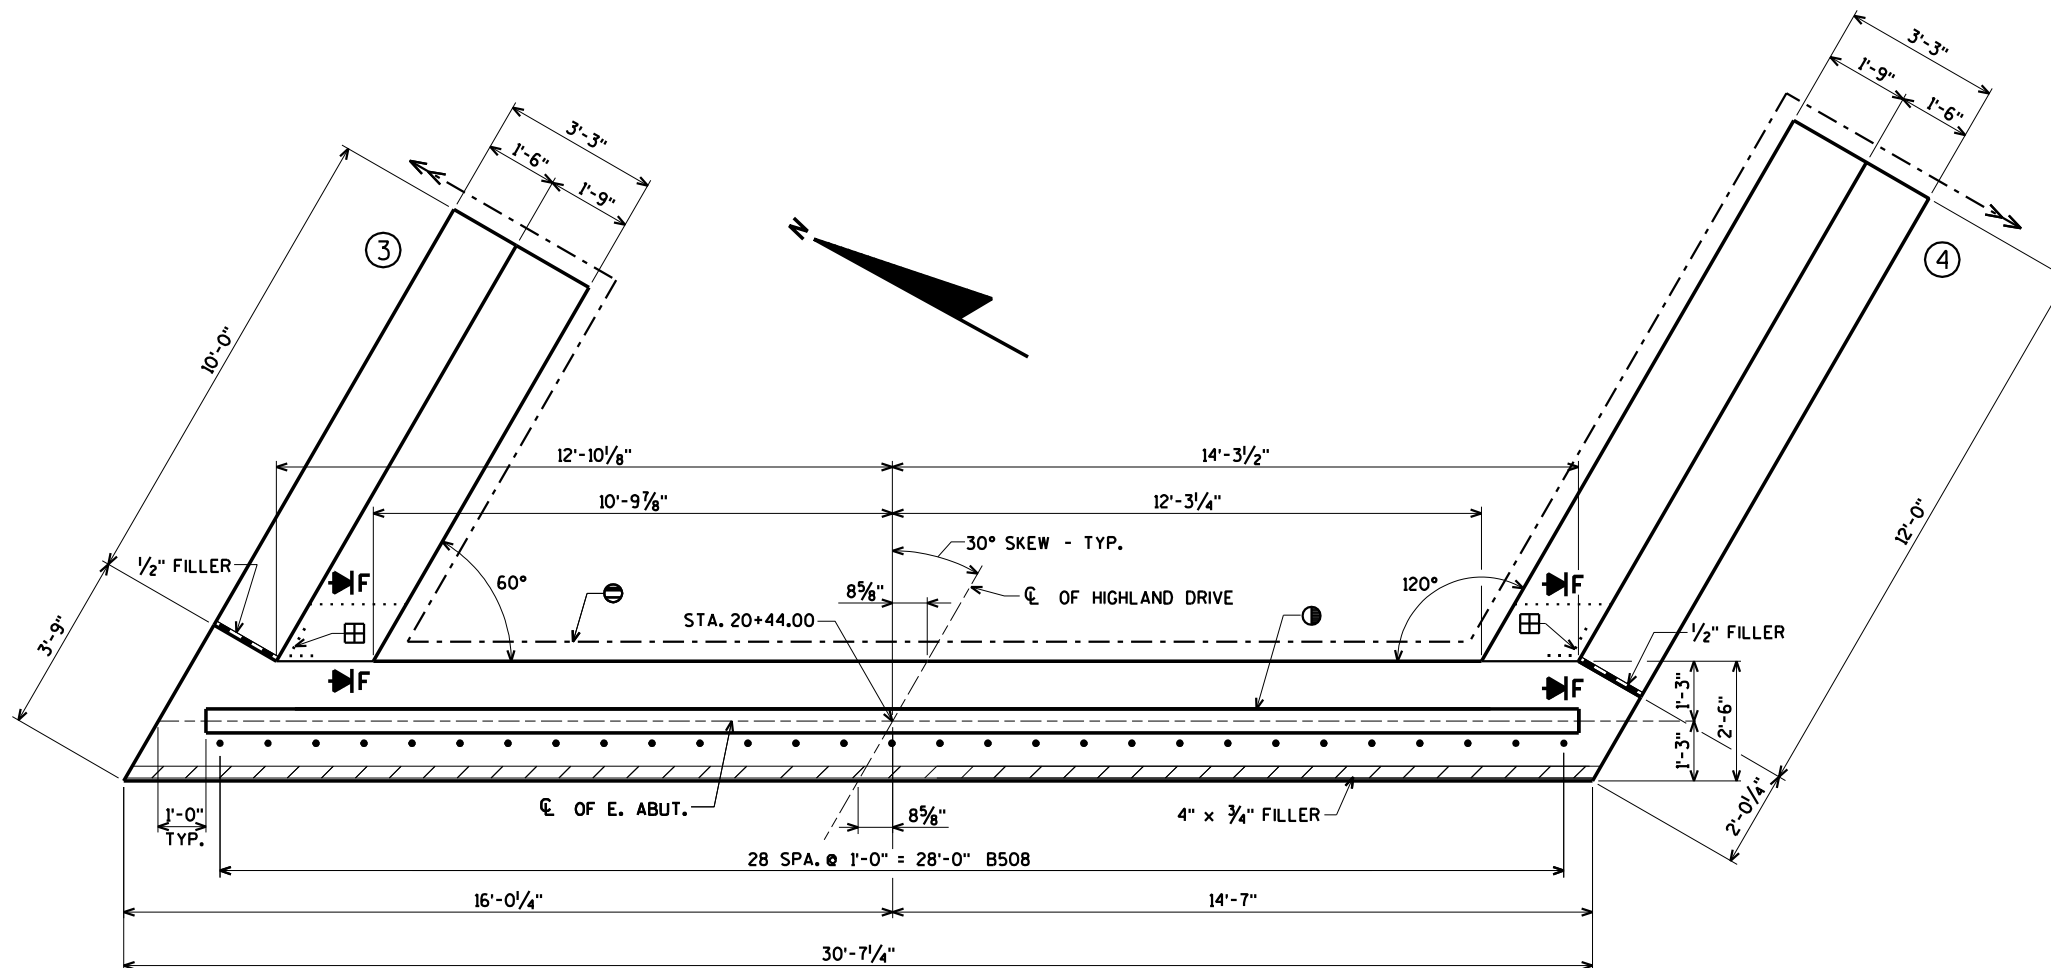 3'-3"
1'-9"
1'-6"
3'-3"
1'-6"
1'-9"
N
3
4
10'-0"
12'-10⅛"
14'-3½"
10'-9⅞"
12'-3¼"
12'-0"
30° SKEW - TYP.
½" FILLER
F
60°
8⅝"
℄ OF HIGHLAND DRIVE
120°
F
STA. 20+44.00
½" FILLER
3'-9"
F
F
1'-3"
2'-6"
1'-3"
℄ OF E. ABUT.
4" x ¾" FILLER
1'-0"
TYP.
8⅝"
2'-0¼"
28 SPA. @ 1'-0" = 28'-0" B508
16'-0¼"
14'-7"
30'-7¼"